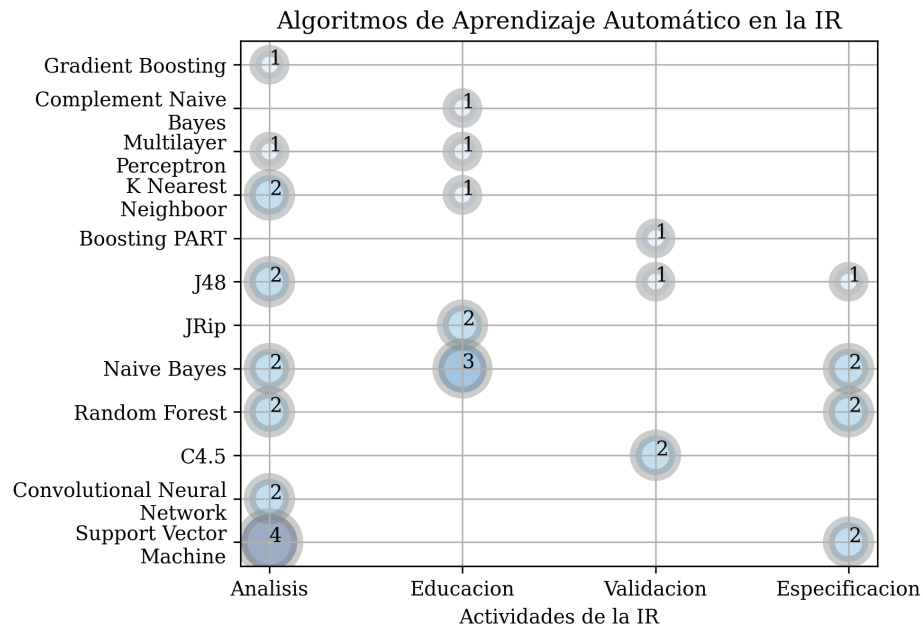 Algoritmos de Aprendizaje Automático en la IR
Gradient Boosting
1
Complement Naive
Bayes
1
Multilayer
Perceptron
1
1
K Nearest
Neighboor
2
1
Boosting PART
1
J48
2
1
1
JRip
2
Naive Bayes
2
3
2
Random Forest
2
2
C4.5
2
Convolutional Neural
Network
2
Support Vector
Machine
4
2
Analisis
Educacion
Validacion
Especificacion
Actividades de la IR